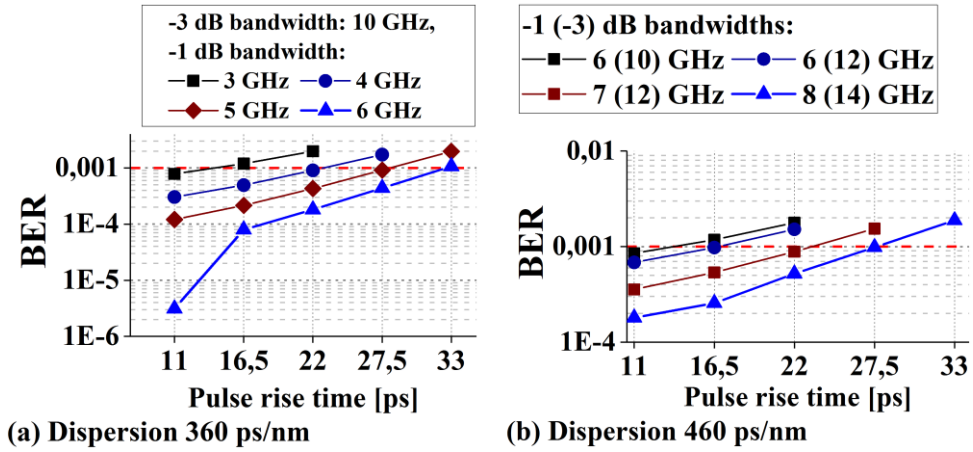 -3 dB bandwidth: 10 GHz,
-1 dB bandwidth:
3 GHz 4 GHz
5 GHz 6 GHz
0,001
1E-4
1E-5
1E-6
BER
11 16,5 22 27,5 33
Pulse rise time [ps]
(a) Dispersion 360 ps/nm
-1 (-3) dB bandwidths:
6 (10) GHz 6 (12) GHz
7 (12) GHz 8 (14) GHz
0,01
0,001
1E-4
BER
11 16,5 22 27,5 33
Pulse rise time [ps]
(b) Dispersion 460 ps/nm